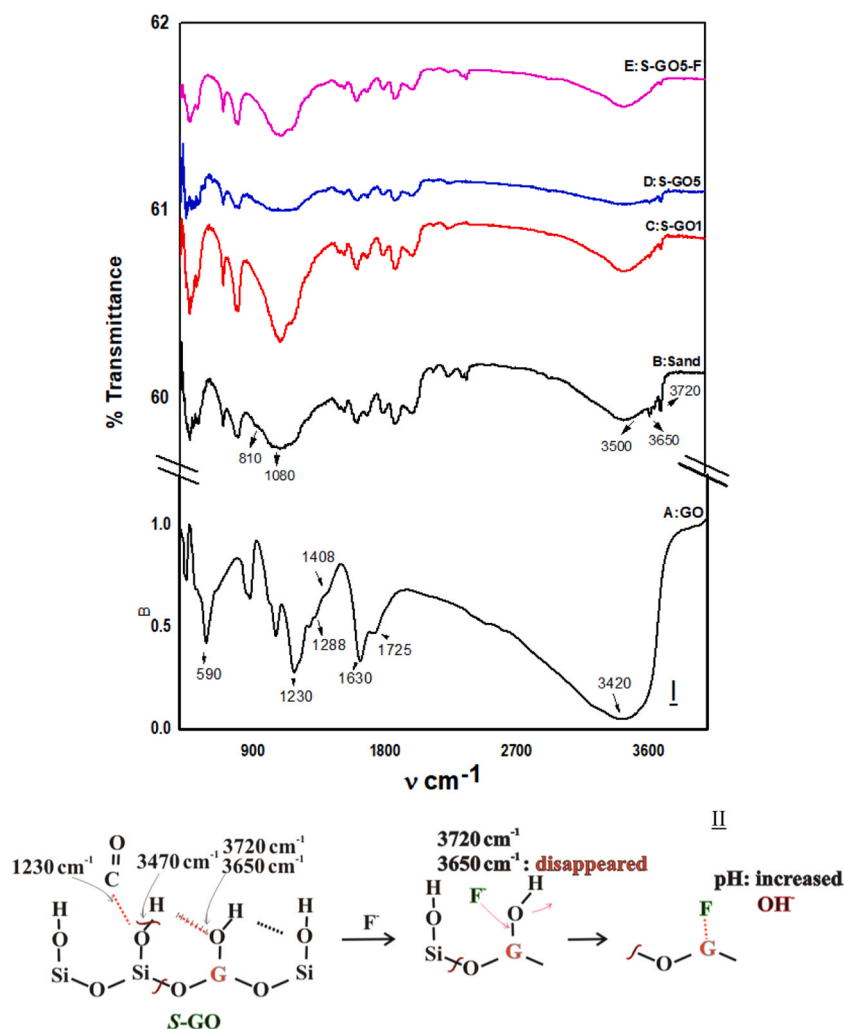 62
E:S-GO5-F
D:S-GO5
61
C:S-GO1
% Transmittance
B:Sand
60
3720
810
3500
3650
1080
A:GO
1.0
1408
B
0.5
1288
1725
590
1230
1630
3420
I
0.0
900
1800
2700
3600
ν cm-1
II
O
1230 cm-1
3470 cm-1
3720 cm-1
3650 cm-1
C
H
H
H
H
O
O
O
O
Si
Si
G
Si
O
O
O
S-GO
F-
3720 cm-1
3650 cm-1 : disappeared
H
H
F-
O
O
Si
G
O
pH: increased
F
OH-
G
O